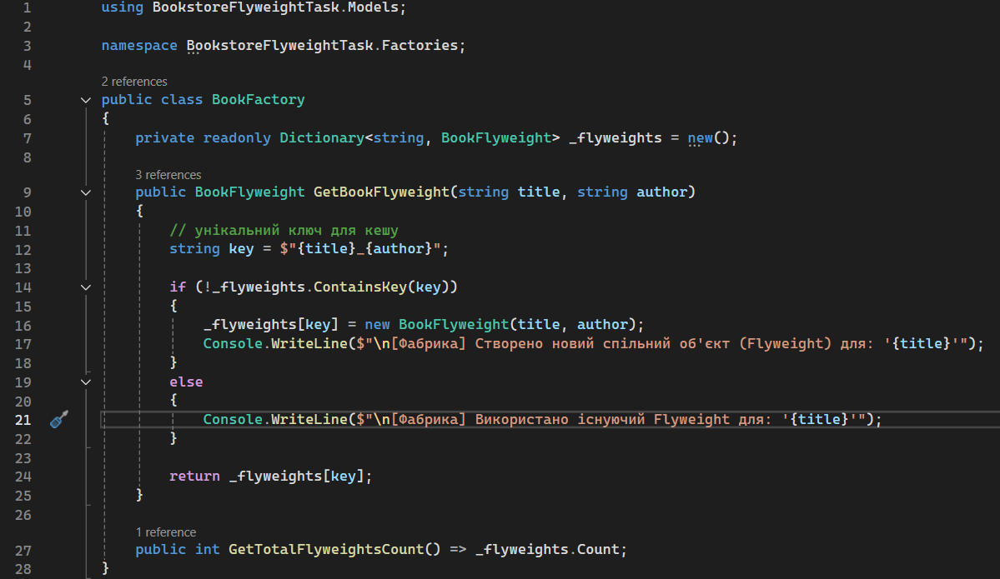 1 using BookstoreFlyweightTask.Models;
2
3 namespace BookstoreFlyweightTask.Factories;
4
2 references
5 public class BookFactory
6 {
7 private readonly Dictionary<string, BookFlyweight> _flyweights = new();
8
3 references
9 public BookFlyweight GetBookFlyweight(string title, string author)
10 {
11 // унікальний ключ для кешу
12 string key = $"{title}_{author}";
13
14 if (!_flyweights.ContainsKey(key))
15 {
16 _flyweights[key] = new BookFlyweight(title, author);
17 Console.WriteLine($"\n[Фабрика] Створено новий спільний об'єкт (Flyweight) для: '{title}'");
18 }
19 else
20 {
21 Console.WriteLine($"\n[Фабрика] Використано існуючий Flyweight для: '{title}'");
22 }
23
24 return _flyweights[key];
25 }
26
1 reference
27 public int GetTotalFlyweightsCount() => _flyweights.Count;
28 }